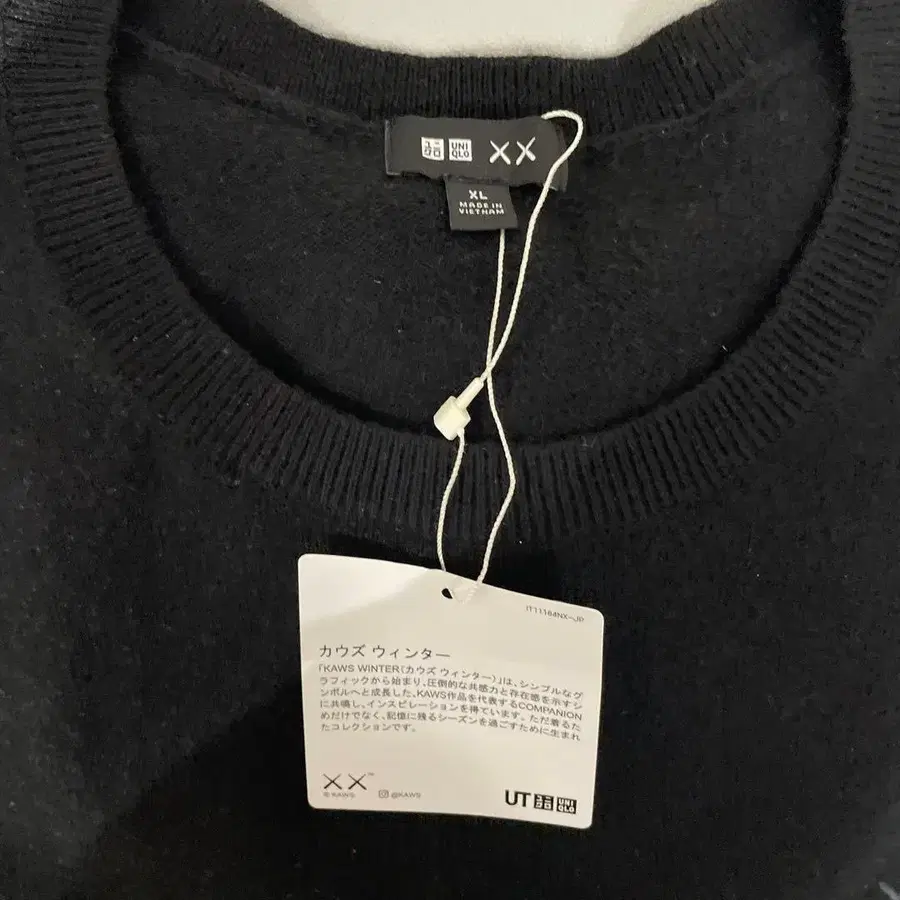 ユニ UNI
クロ QLO
XX
XL
MADE IN
VIETNAM
IT11164NX-JP
カウズ ウィンター
「KAWS WINTER(カウズ ウィンター)」は、シンプルなグ
ラフィックから始まり、圧倒的な共感力と存在感を示すシ
ンボルへと成長した、KAWS作品を代表するCOMPANION
に共鳴し、インスピレーションを得ています。ただ着るた
めだけでなく、記憶に残るシーズンを過ごすために生まれ
たコレクションです。
XX™
© KAWS
@KAWS
UT
ユニ UNI
クロ QLO